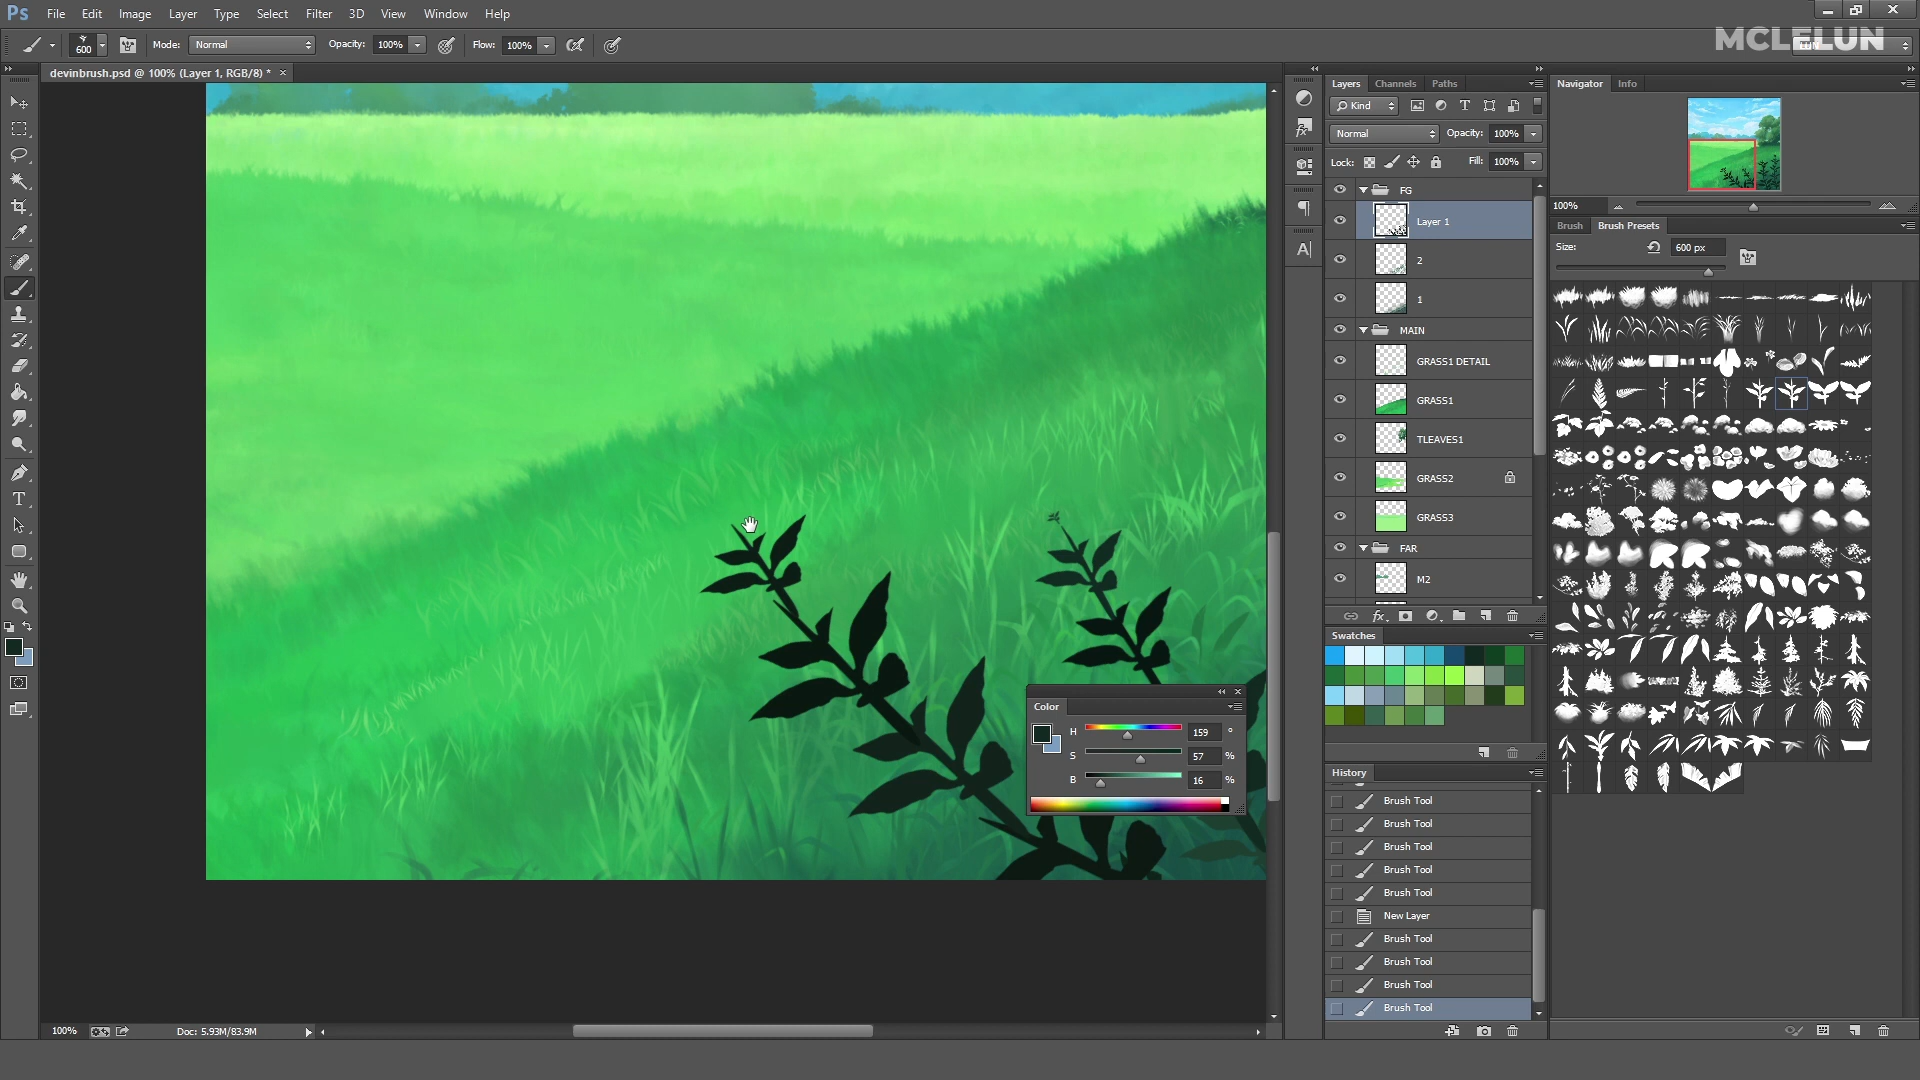 Ps File Edit Image Layer Type Select Filter 3D View Window Help
MCLELUN
600 Mode: Normal Opacity: 100% Flow: 100%
devinbrush.psd @ 100% (Layer 1, RGB/8) *
Layers Channels Paths
Kind
Normal Opacity: 100%
Lock: Fill: 100%
FG
Layer 1
2
1
MAIN
GRASS1 DETAIL
GRASS1
TLEAVES1
GRASS2
GRASS3
FAR
M2
fx
Swatches
History
Brush Tool
Brush Tool
Brush Tool
Brush Tool
Brush Tool
New Layer
Brush Tool
Brush Tool
Brush Tool
Brush Tool
Navigator Info
100%
Brush Brush Presets
Size: 600 px
Color
H 159 °
S 57 %
B 16 %
100% Doc: 5.93M/83.9M